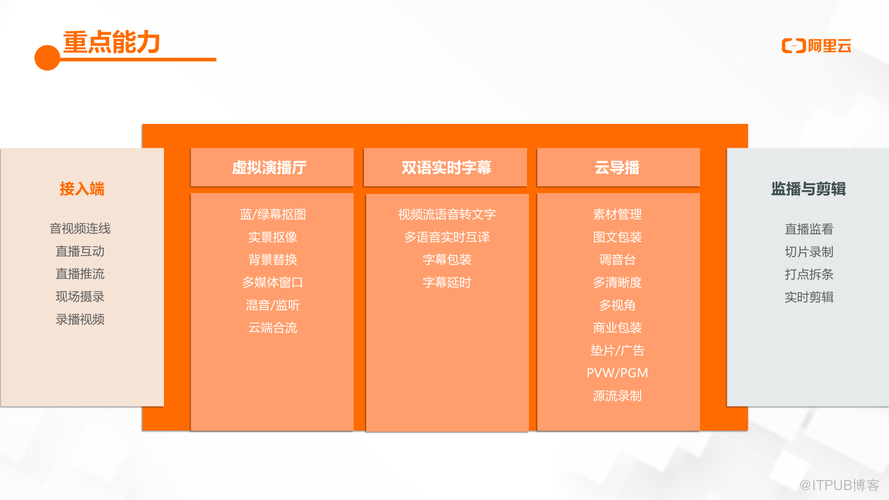 重点能力
阿里云
接入端
音视频连线
直播互动
直播推流
现场摄录
录播视频
虚拟演播厅
蓝/绿幕抠图
实景抠像
背景替换
多媒体窗口
混音/监听
云端合流
双语实时字幕
视频流语音转文字
多语音实时互译
字幕包装
字幕延时
云导播
素材管理
图文包装
调音台
多清晰度
多视角
商业包装
垫片/广告
PVW/PGM
源流录制
监播与剪辑
直播监看
切片录制
打点拆条
实时剪辑
@ITPUB博客